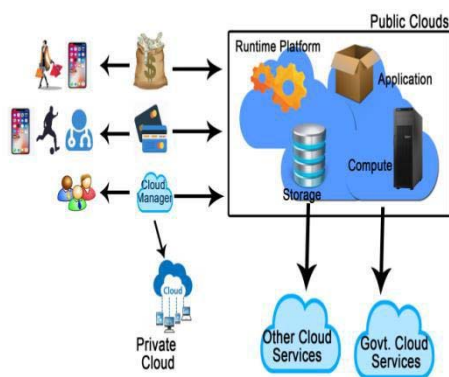 Public Clouds
Runtime Platform
Application
Compute
Storage
Cloud
Manager
Cloud
Private
Cloud
Other Cloud
Services
Govt. Cloud
Services